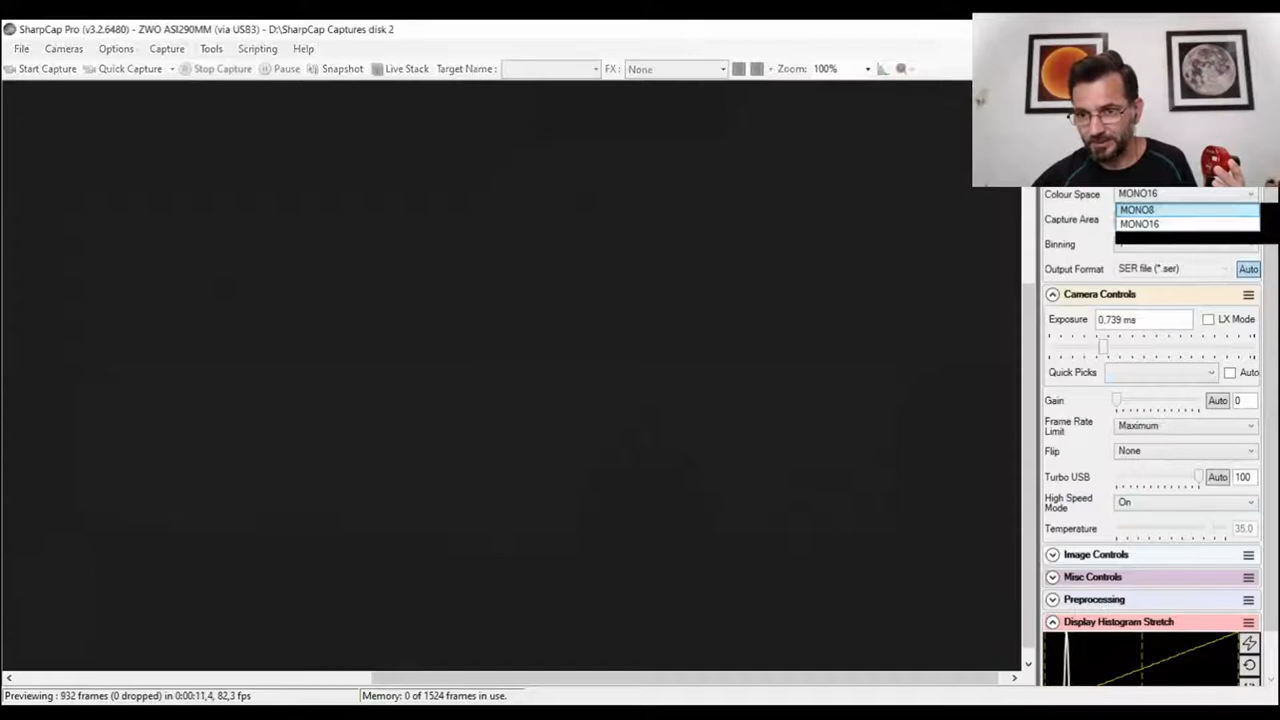 SharpCap Pro (v3.2.6480) - ZWO ASI290MM (via USB3) - D:\SharpCap Captures disk 2
File Cameras Options Capture Tools Scripting Help
Start Capture Quick Capture Stop Capture Pause Snapshot Live Stack Target Name : FX : None Zoom: 100%
Colour Space MONO16
MONO8
Capture Area MONO16
Binning
Output Format SER file (*.ser) Auto
Camera Controls
Exposure 0,739 ms LX Mode
Quick Picks Auto
Gain Auto 0
Frame Rate Limit Maximum
Flip None
Turbo USB Auto 100
High Speed Mode On
Temperature 35,0
Image Controls
Misc Controls
Preprocessing
Display Histogram Stretch
Previewing : 932 frames (0 dropped) in 0:00:11,4, 82,3 fps Memory: 0 of 1524 frames in use.